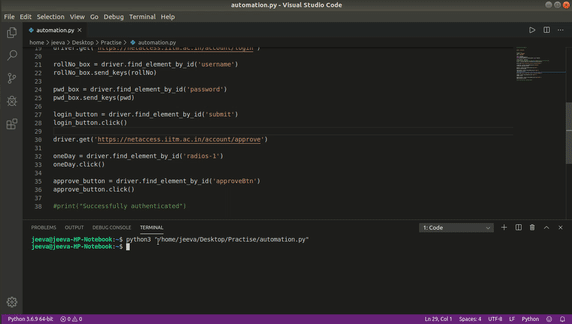 automation.py - Visual Studio Code
File Edit Selection View Go Debug Terminal Help
automation.py ×
home › jeeva › Desktop › Practise › automation.py
19 driver.get('https://netaccess.iitm.ac.in/account/login')
20
21 rollNo_box = driver.find_element_by_id('username')
22 rollNo_box.send_keys(rollNo)
23
24 pwd_box = driver.find_element_by_id('password')
25 pwd_box.send_keys(pwd)
26
27 login_button = driver.find_element_by_id('submit')
28 login_button.click()
29
30 driver.get('https://netaccess.iitm.ac.in/account/approve')
31
32 oneDay = driver.find_element_by_id('radios-1')
33 oneDay.click()
34
35 approve_button = driver.find_element_by_id('approveBtn')
36 approve_button.click()
37
38 #print("Successfully authenticated")
PROBLEMS OUTPUT DEBUG CONSOLE TERMINAL 1: Code
jeeva@jeeva-HP-Notebook:~$ python3 "/home/jeeva/Desktop/Practise/automation.py"
jeeva@jeeva-HP-Notebook:~$
Python 3.6.9 64-bit 0 0 Ln 29, Col 1 Spaces: 4 UTF-8 LF Python